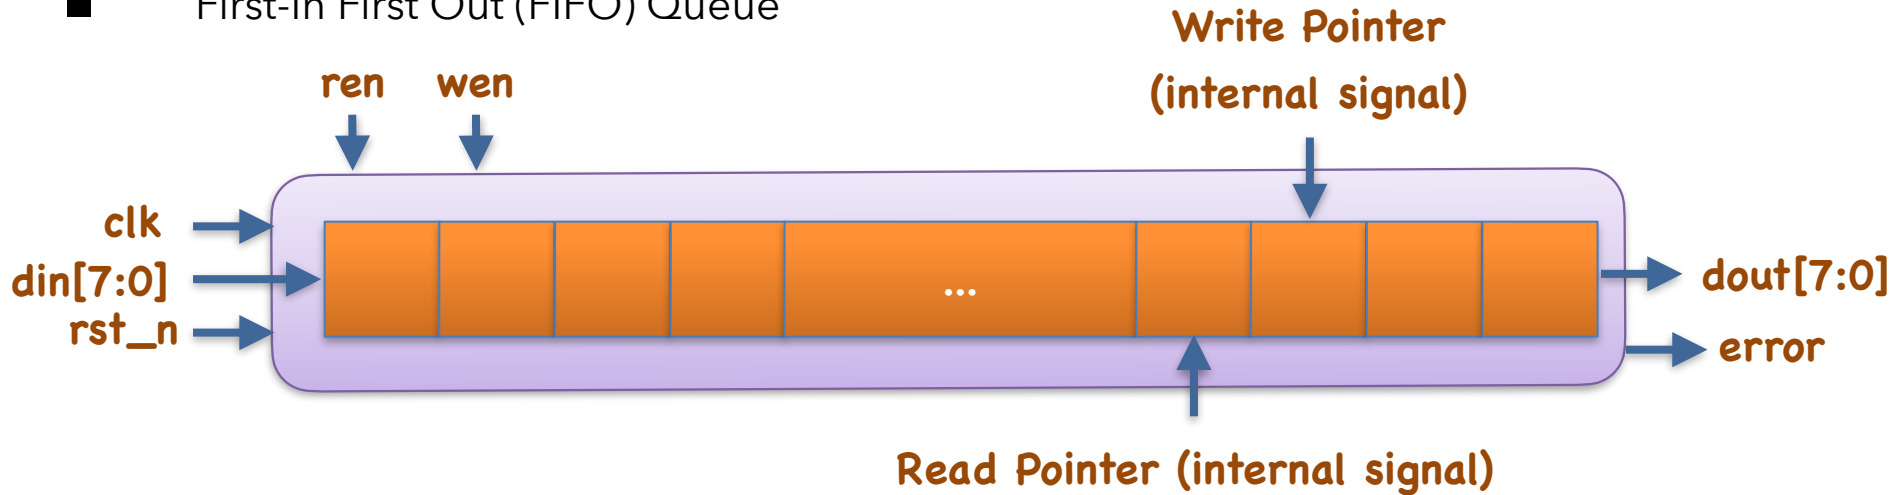 First-In First Out (FIFO) Queue
Write Pointer
(internal signal)
ren wen
clk
din[7:0]
rst_n
...
dout[7:0]
error
Read Pointer (internal signal)